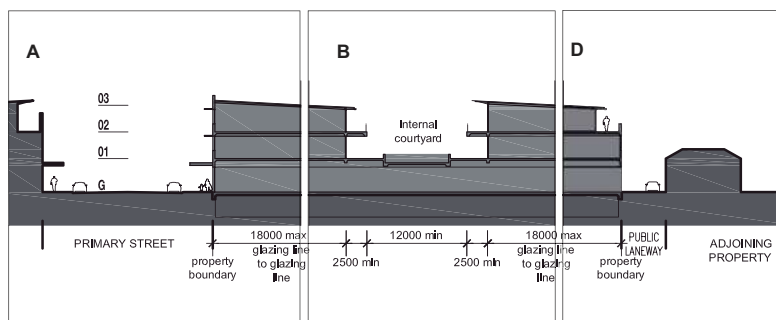 A
B
D
03
02
01
G
Internal
courtyard
PRIMARY STREET
property
boundary
18000 max
glazing line
to glazing
line
2500 min
12000 min
2500 min
18000 max
glazing line
to glazing
line
property
boundary
PUBLIC
LANEWAY
ADJOINING
PROPERTY